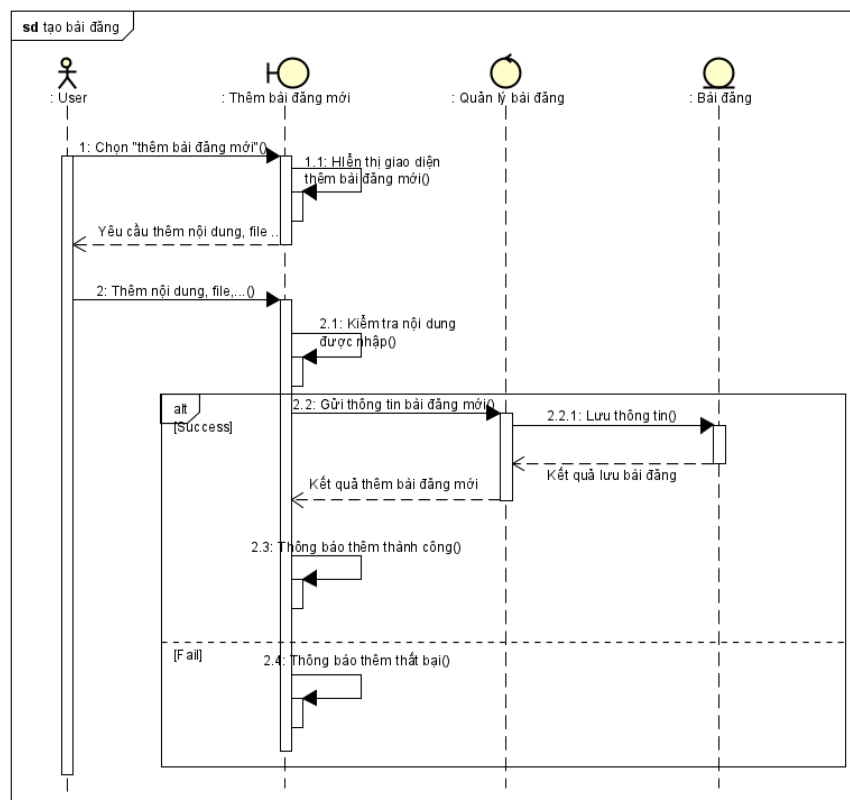 sd tạo bài đăng
: User
: Thêm bài đăng mới
: Quản lý bài đăng
: Bài đăng
1: Chọn "thêm bài đăng mới"()
1.1: HIển thị giao diện
thêm bài đăng mới()
Yêu cầu thêm nội dung, file ...
2: Thêm nội dung, file,...()
2.1: Kiểm tra nội dung
được nhập()
alt
[Success]
2.2: Gửi thông tin bài đăng mới()
2.2.1: Lưu thông tin()
Kết quả lưu bài đăng
Kết quả thêm bài đăng mới
2.3: Thông báo thêm thành công()
[Fail]
2.4: Thông báo thêm thất bại()